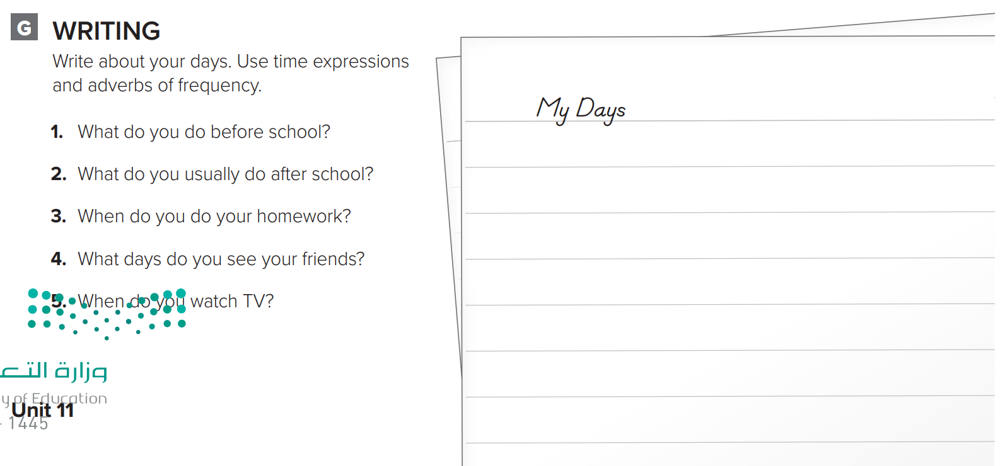 G WRITING
Write about your days. Use time expressions
and adverbs of frequency.
1. What do you do before school?
2. What do you usually do after school?
3. When do you do your homework?
4. What days do you see your friends?
5. When do you watch TV?
My Days
وزارة التع
y of Education
Unit 11
- 1445